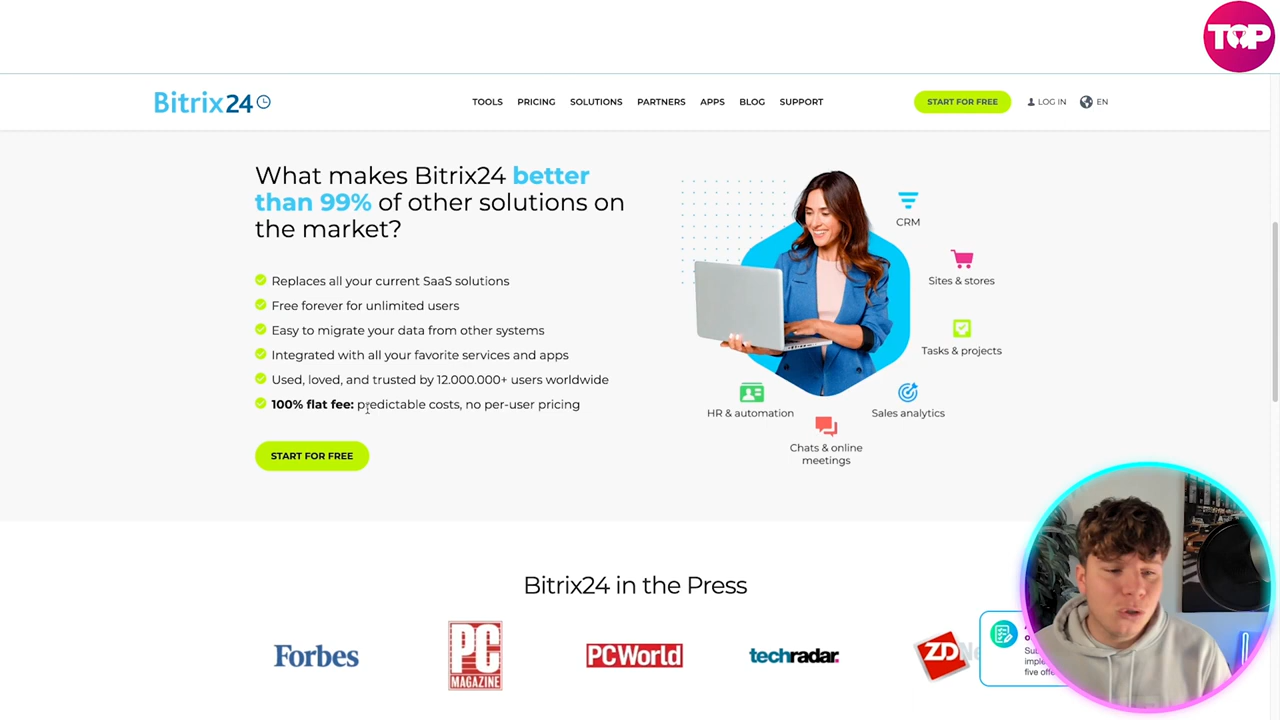 TOP
Bitrix24
TOOLS PRICING SOLUTIONS PARTNERS APPS BLOG SUPPORT
START FOR FREE
LOG IN
EN
What makes Bitrix24 better
than 99% of other solutions on
the market?
Replaces all your current SaaS solutions
Free forever for unlimited users
Easy to migrate your data from other systems
Integrated with all your favorite services and apps
Used, loved, and trusted by 12.000.000+ users worldwide
100% flat fee: predictable costs, no per-user pricing
START FOR FREE
CRM
Sites & stores
Tasks & projects
HR & automation
Sales analytics
Chats & online
meetings
Bitrix24 in the Press
Forbes
PC
MAGAZINE
PCWorld
techradar.
ZD
five offe